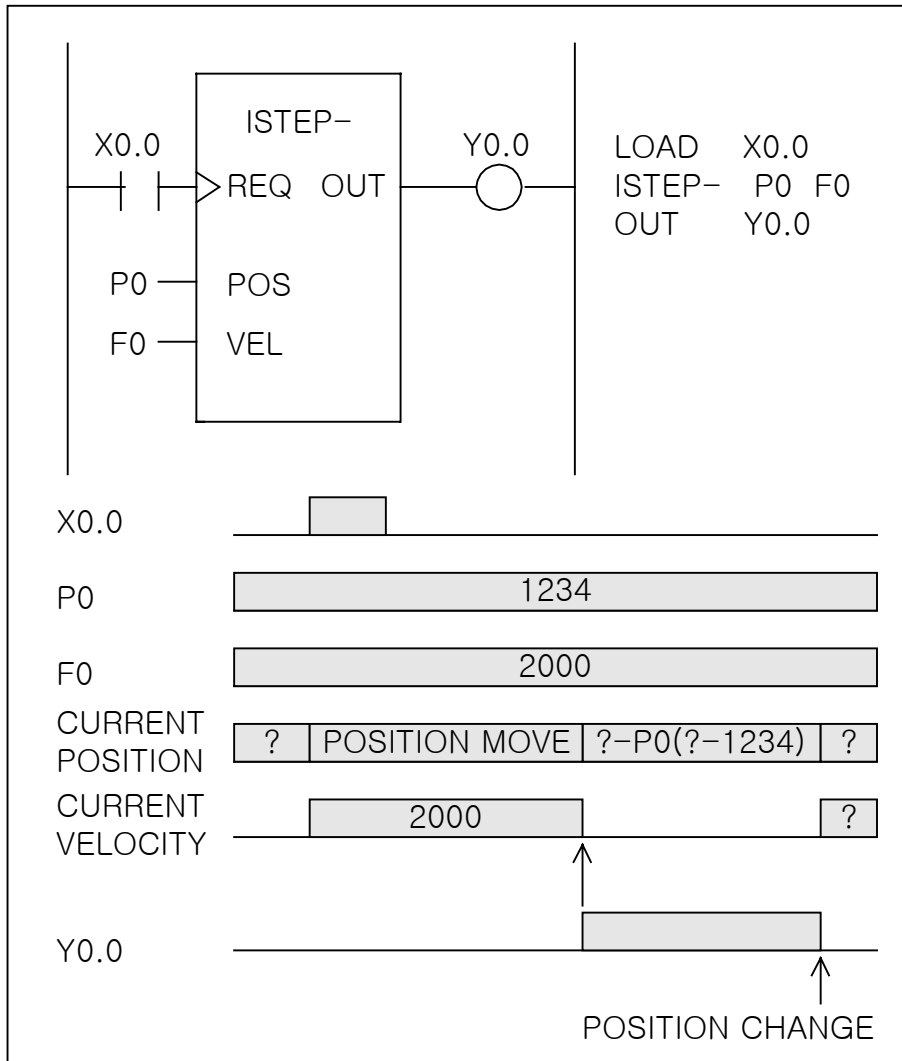 ISTEP-
X0.0
REQ OUT
Y0.0
P0
POS
F0
VEL
LOAD X0.0
ISTEP- P0 F0
OUT Y0.0
X0.0
P0
1234
F0
2000
CURRENT
POSITION
?
POSITION MOVE
?-P0(?-1234)
?
CURRENT
VELOCITY
2000
?
Y0.0
POSITION CHANGE